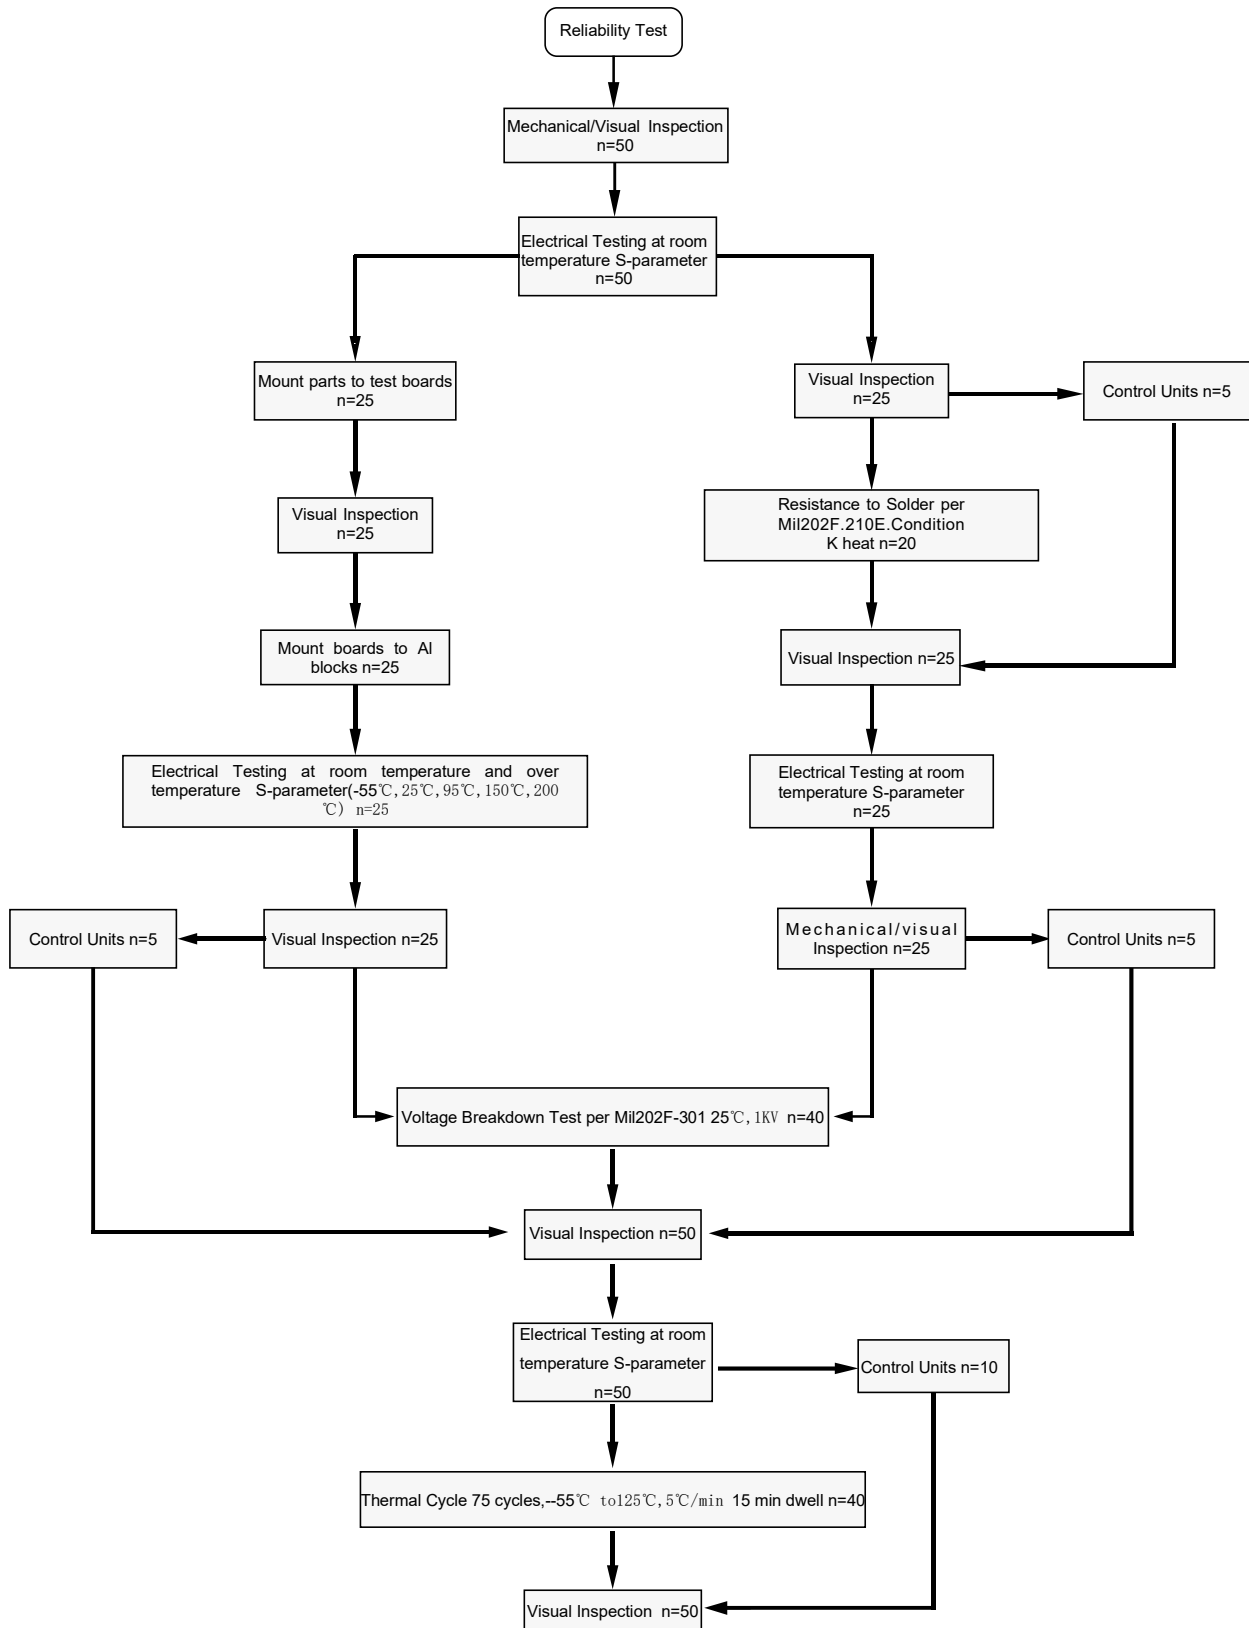 Reliability Test
Mechanical/Visual Inspection
n=50
Electrical Testing at room
temperature S-parameter
n=50
Mount parts to test boards
n=25
Visual Inspection
n=25
Control Units n=5
Visual Inspection
n=25
Resistance to Solder per
Mil202F.210E.Condition
K heat n=20
Mount boards to Al
blocks n=25
Visual Inspection n=25
Electrical Testing at room temperature and over
temperature S-parameter(-55℃,25℃,95℃,150℃,200
℃) n=25
Electrical Testing at room
temperature S-parameter
n=25
Control Units n=5
Visual Inspection n=25
Mechanical/visual
Inspection n=25
Control Units n=5
Voltage Breakdown Test per Mil202F-301 25℃,1KV n=40
Visual Inspection n=50
Electrical Testing at room
temperature S-parameter
n=50
Control Units n=10
Thermal Cycle 75 cycles,--55℃ to125℃,5℃/min 15 min dwell n=40
Visual Inspection n=50